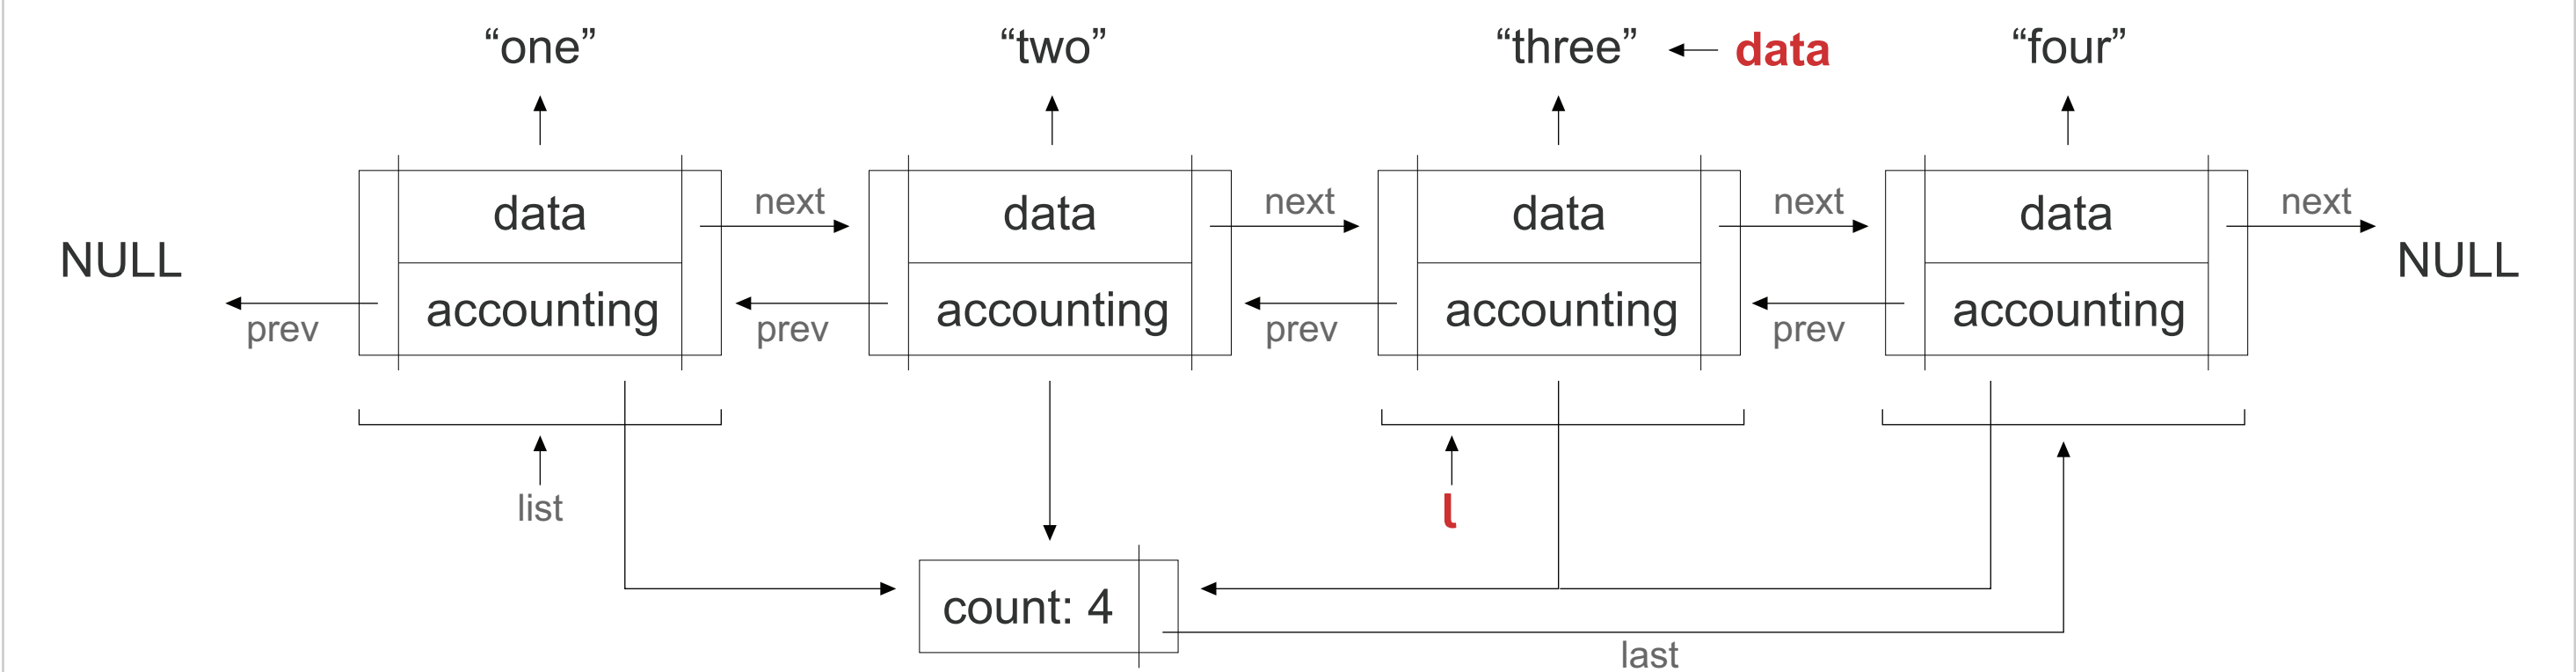 “one” “two” “three” data “four”
data next data next data next data next
NULL NULL
accounting accounting accounting accounting
prev prev prev prev
list l
count: 4
last